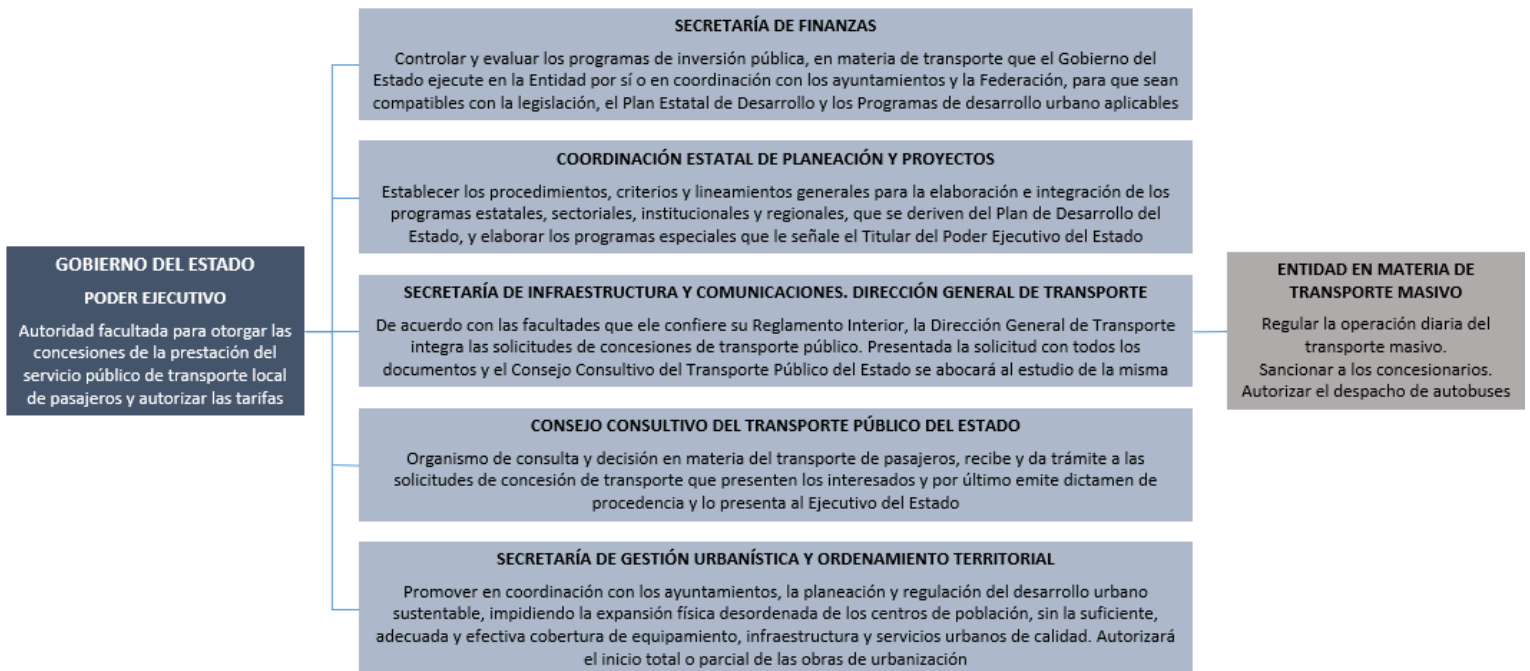 GOBIERNO DEL ESTADO
PODER EJECUTIVO
Autoridad facultada para otorgar las
concesiones de la prestación del
servicio público de transporte local
de pasajeros y autorizar las tarifas
SECRETARÍA DE FINANZAS
Controlar y evaluar los programas de inversión pública, en materia de transporte que el Gobierno del
Estado ejecute en la Entidad por sí o en coordinación con los ayuntamientos y la Federación, para que sean
compatibles con la legislación, el Plan Estatal de Desarrollo y los Programas de desarrollo urbano aplicables
COORDINACIÓN ESTATAL DE PLANEACIÓN Y PROYECTOS
Establecer los procedimientos, criterios y lineamientos generales para la elaboración e integración de los
programas estatales, sectoriales, institucionales y regionales, que se deriven del Plan de Desarrollo del
Estado, y elaborar los programas especiales que le señale el Titular del Poder Ejecutivo del Estado
SECRETARÍA DE INFRAESTRUCTURA Y COMUNICACIONES. DIRECCIÓN GENERAL DE TRANSPORTE
De acuerdo con las facultades que ele confiere su Reglamento Interior, la Dirección General de Transporte
integra las solicitudes de concesiones de transporte público. Presentada la solicitud con todos los
documentos y el Consejo Consultivo del Transporte Público del Estado se abocará al estudio de la misma
CONSEJO CONSULTIVO DEL TRANSPORTE PÚBLICO DEL ESTADO
Organismo de consulta y decisión en materia del transporte de pasajeros, recibe y da trámite a las
solicitudes de concesión de transporte que presenten los interesados y por último emite dictamen de
procedencia y lo presenta al Ejecutivo del Estado
SECRETARÍA DE GESTIÓN URBANÍSTICA Y ORDENAMIENTO TERRITORIAL
Promover en coordinación con los ayuntamientos, la planeación y regulación del desarrollo urbano
sustentable, impidiendo la expansión física desordenada de los centros de población, sin la suficiente,
adecuada y efectiva cobertura de equipamiento, infraestructura y servicios urbanos de calidad. Autorizará
el inicio total o parcial de las obras de urbanización
ENTIDAD EN MATERIA DE
TRANSPORTE MASIVO
Regular la operación diaria del
transporte masivo.
Sancionar a los concesionarios.
Autorizar el despacho de autobuses